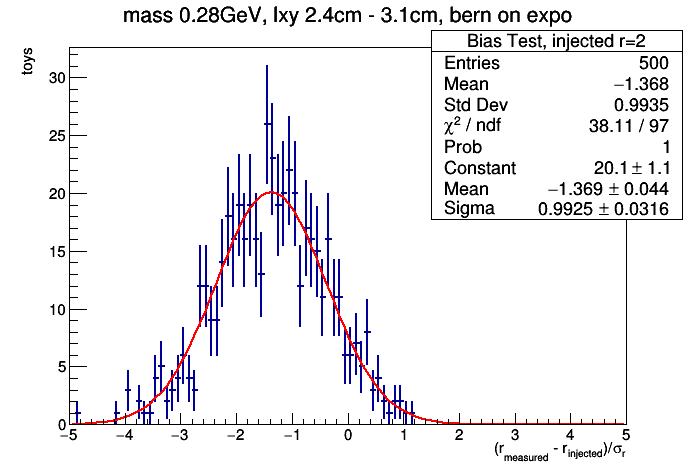 mass 0.28GeV, lxy 2.4cm - 3.1cm, bern on expo
toys
Bias Test, injected r=2
Entries 500
Mean −1.368
Std Dev 0.9935
χ² / ndf 38.11 / 97
Prob 1
Constant 20.1 ± 1.1
Mean −1.369 ± 0.044
Sigma 0.9925 ± 0.0316
30
25
20
15
10
5
0
−5 −4 −3 −2 −1 0 1 2 3 4 5
(r_measured - r_injected)/σ_r